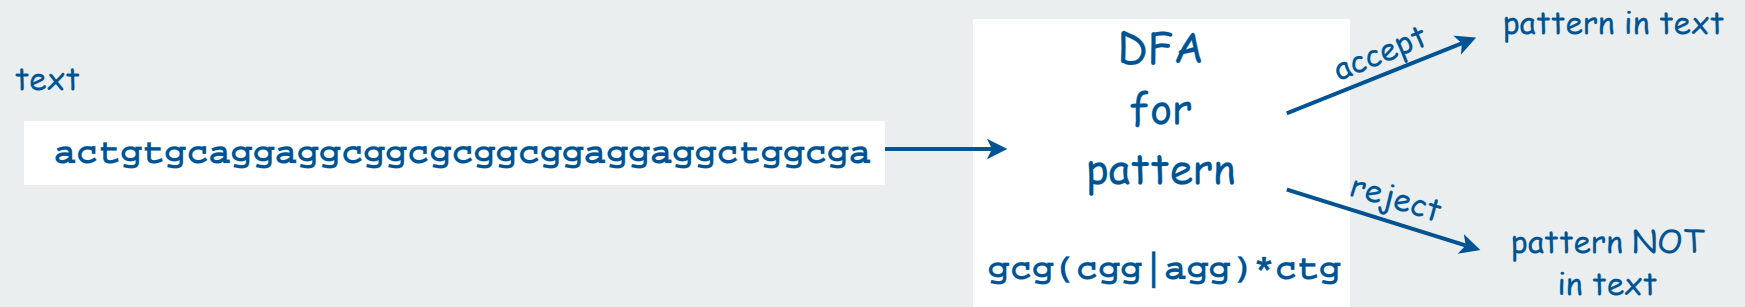 text
actgtgcaggaggcggcgcggcggaggaggctggcga
DFA
for
pattern
gcg(cgg|agg)*ctg
accept
pattern in text
reject
pattern NOT
in text